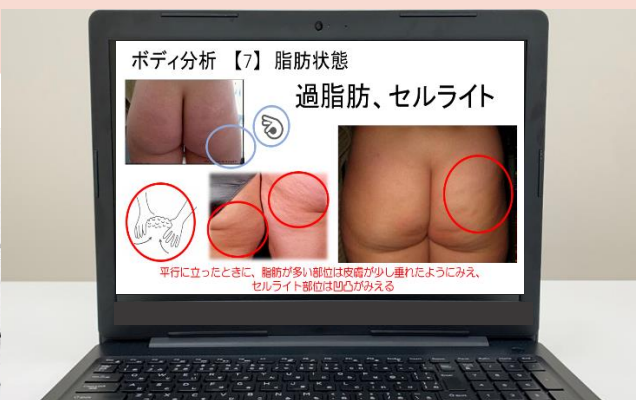 ボディ分析 【7】 脂肪状態
過脂肪、セルライト
平行に立ったときに、脂肪が多い部位は皮膚が少し垂れたようにみえ、
セルライト部位は凹凸がみえる